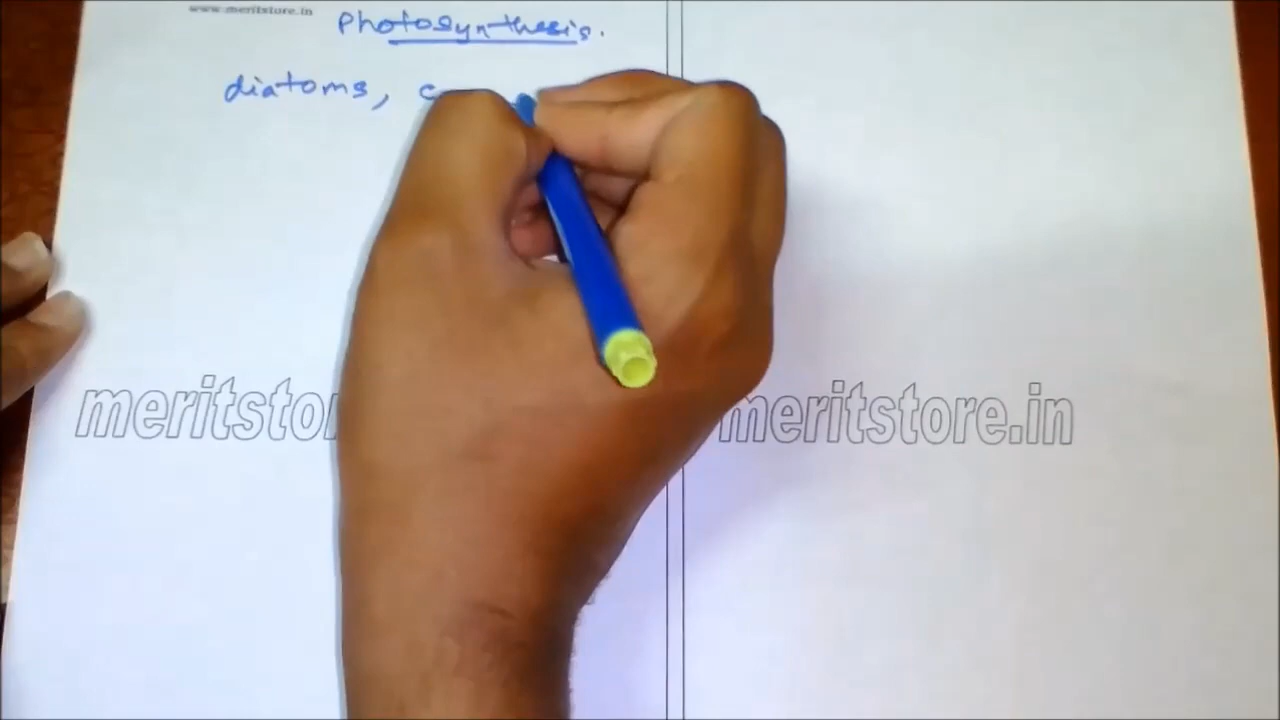 www.meritstore.in
Photosynthesis.
diatoms, c
meritstor
meritstore.in